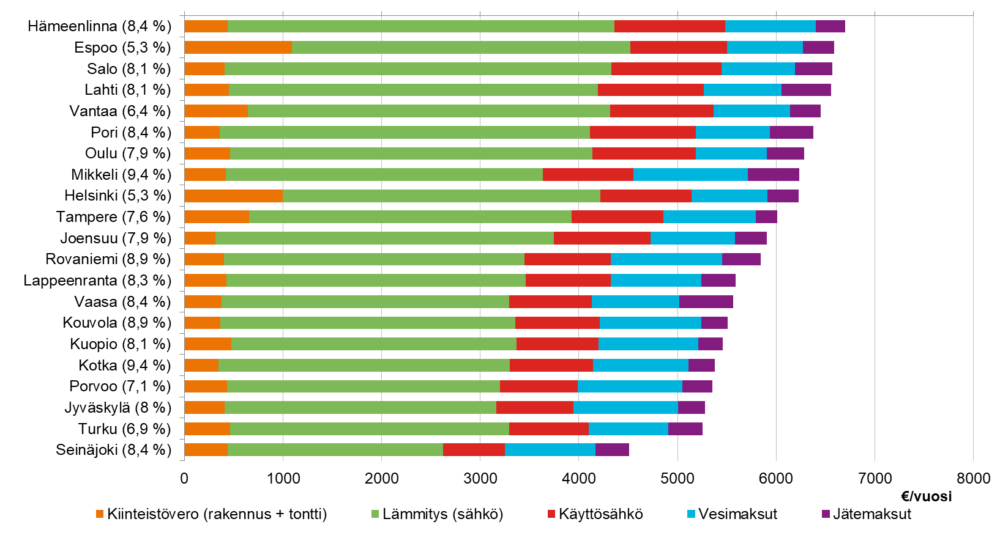 Hämeenlinna (8,4 %)
Espoo (5,3 %)
Salo (8,1 %)
Lahti (8,1 %)
Vantaa (6,4 %)
Pori (8,4 %)
Oulu (7,9 %)
Mikkeli (9,4 %)
Helsinki (5,3 %)
Tampere (7,6 %)
Joensuu (7,9 %)
Rovaniemi (8,9 %)
Lappeenranta (8,3 %)
Vaasa (8,4 %)
Kouvola (8,9 %)
Kuopio (8,1 %)
Kotka (9,4 %)
Porvoo (7,1 %)
Jyväskylä (8 %)
Turku (6,9 %)
Seinäjoki (8,4 %)
0 1000 2000 3000 4000 5000 6000 7000 8000
€/vuosi
Kiinteistövero (rakennus + tontti) Lämmitys (sähkö) Käyttösähkö Vesimaksut Jätemaksut